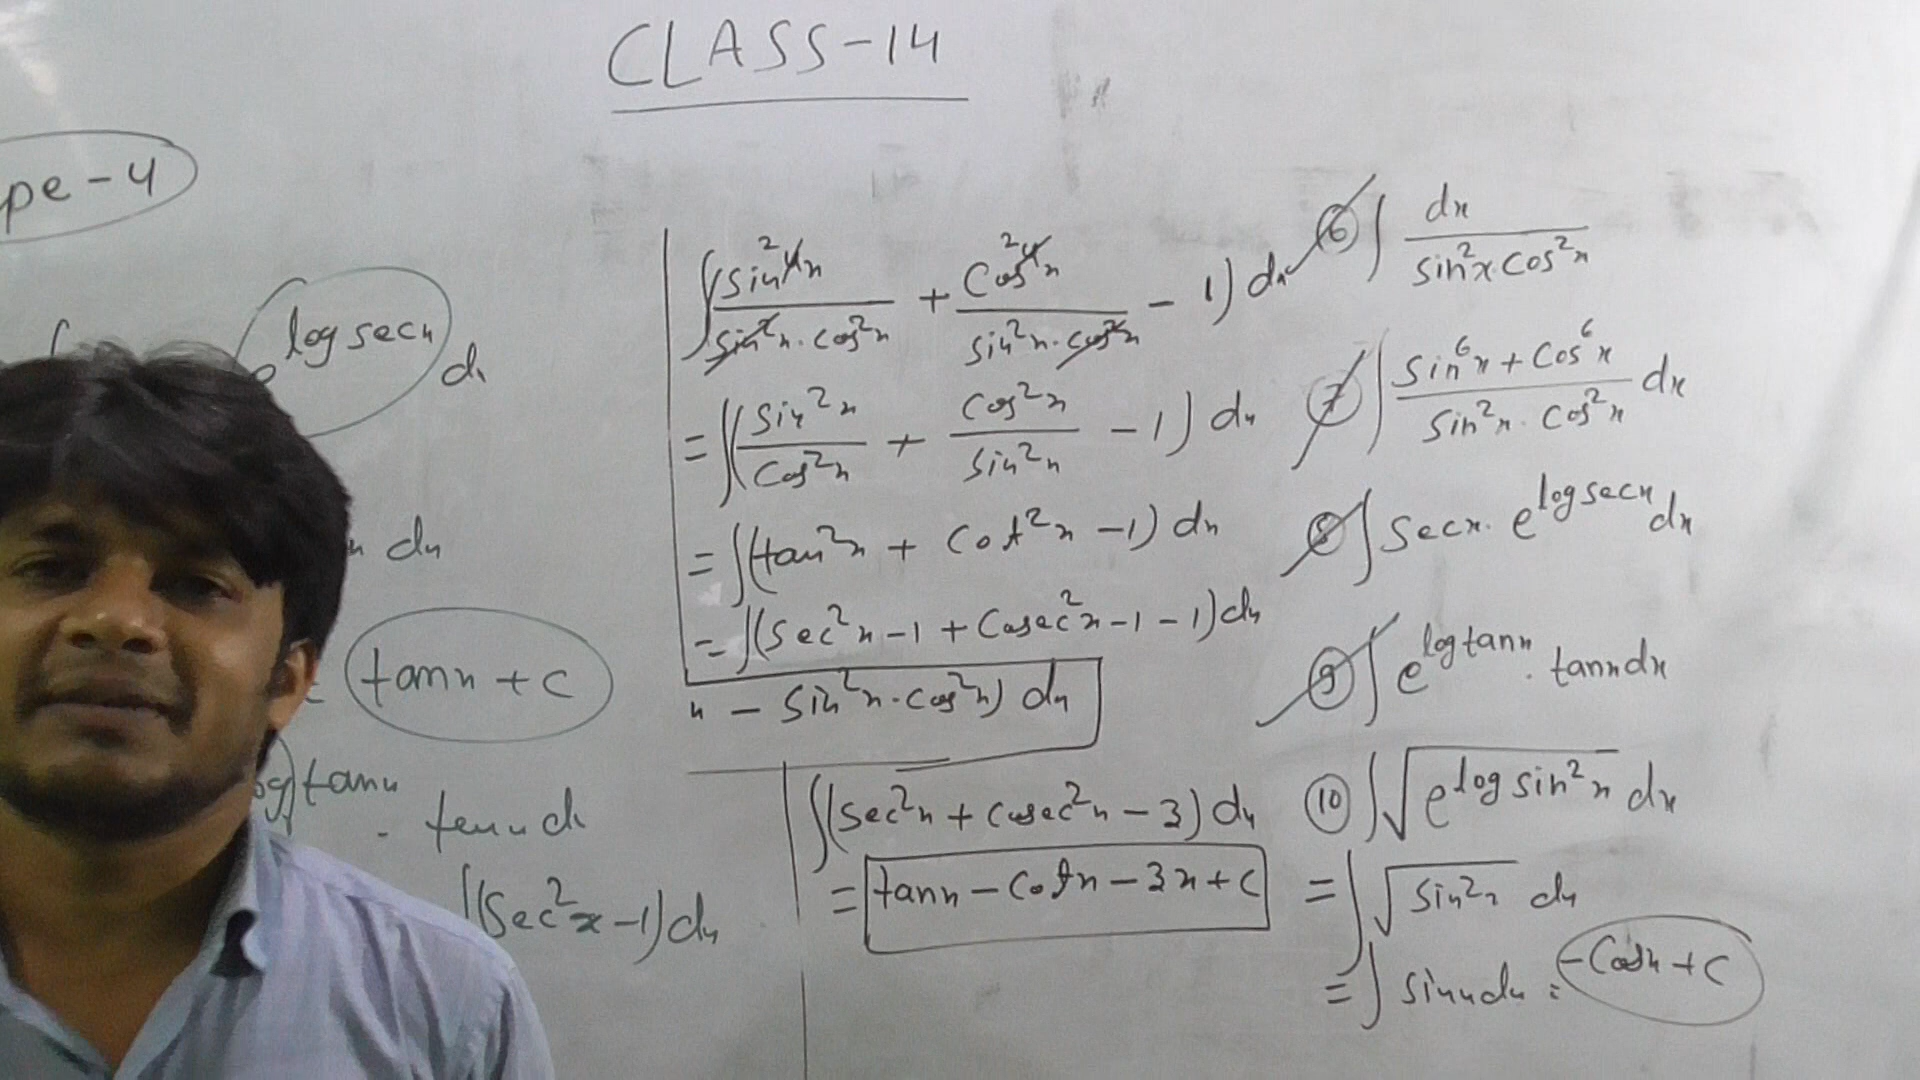 CLASS-14
pe-4
log secx dx
x dx
= tanx + c
log tanx . tanx dx
∫(Sec²x-1)dx
∫(sin⁴x/sin²x.cos²x + Cos⁴x/sin²x.cos²x - 1) dx
= ∫(sin²x/Cos²x + Cos²x/sin²x - 1) dx
= ∫(tan²x + Cot²x - 1) dx
= ∫(Sec²x - 1 + Cosec²x - 1 - 1) dx
x - Sin²x.cos²x) dx
∫(Sec²x + Cosec²x - 3) dx
= tanx - Cotx - 3x + c
6 ∫ dx/sin²x.Cos²x
7 ∫ Sin⁶x + Cos⁶x/Sin²x. Cos²x dx
8 ∫ Secx. e^log secx dx
9 ∫ e^log tanx . tanx dx
10 ∫ √e^log sin²x dx
= ∫ √Sin²x dx
= ∫ Sinx dx = -Cosx + c